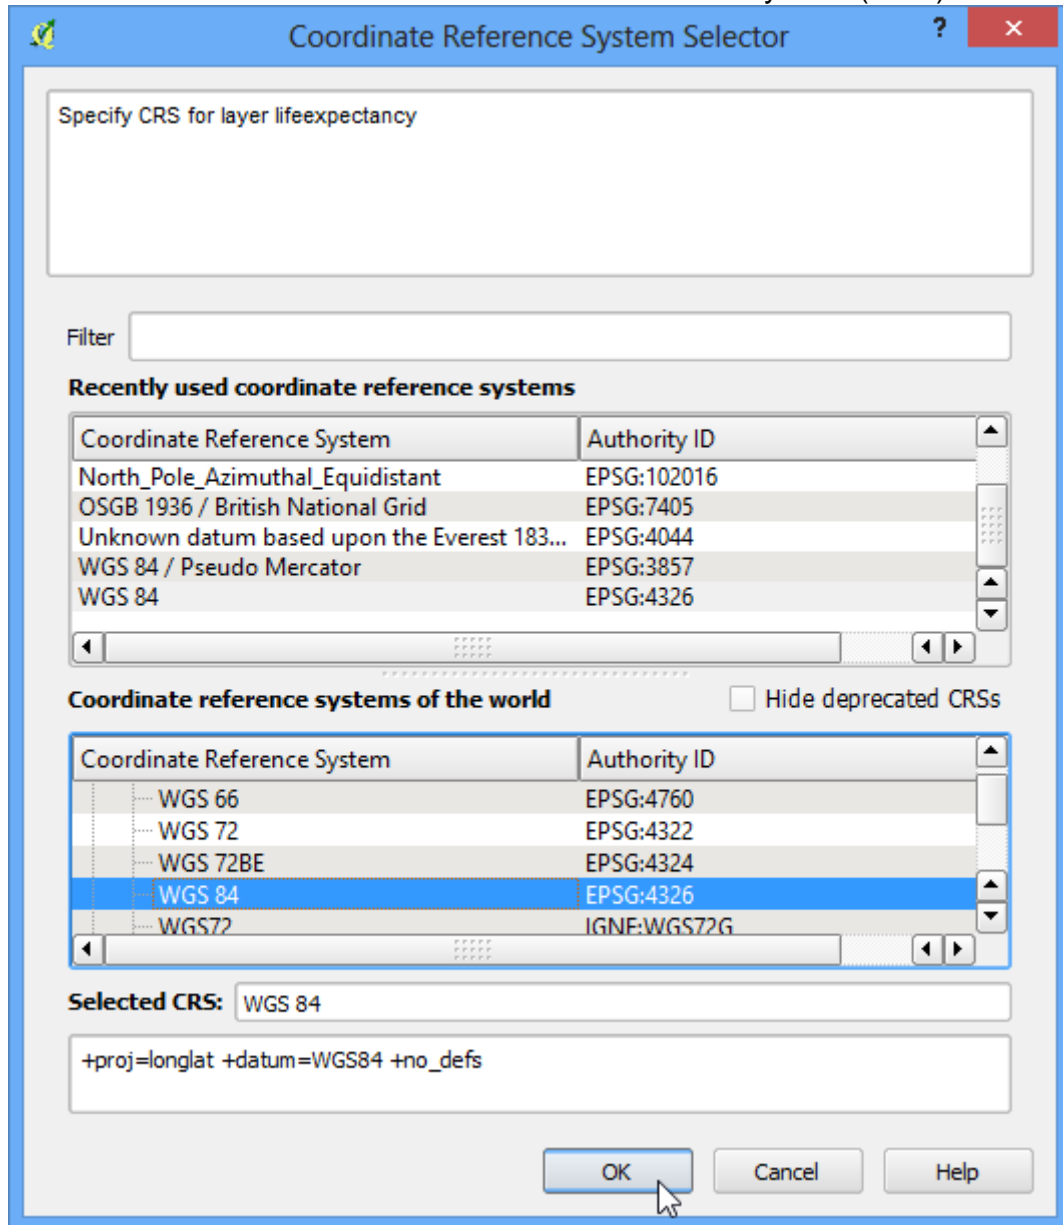 Coordinate Reference System Selector ?
Specify CRS for layer lifeexpectancy
Filter
Recently used coordinate reference systems
Coordinate Reference System Authority ID
North_Pole_Azimuthal_Equidistant EPSG:102016
OSGB 1936 / British National Grid EPSG:7405
Unknown datum based upon the Everest 183... EPSG:4044
WGS 84 / Pseudo Mercator EPSG:3857
WGS 84 EPSG:4326
Coordinate reference systems of the world Hide deprecated CRSs
Coordinate Reference System Authority ID
WGS 66 EPSG:4760
WGS 72 EPSG:4322
WGS 72BE EPSG:4324
WGS 84 EPSG:4326
WGS72 IGNF:WGS72G
Selected CRS: WGS 84
+proj=longlat +datum=WGS84 +no_defs
OK Cancel Help